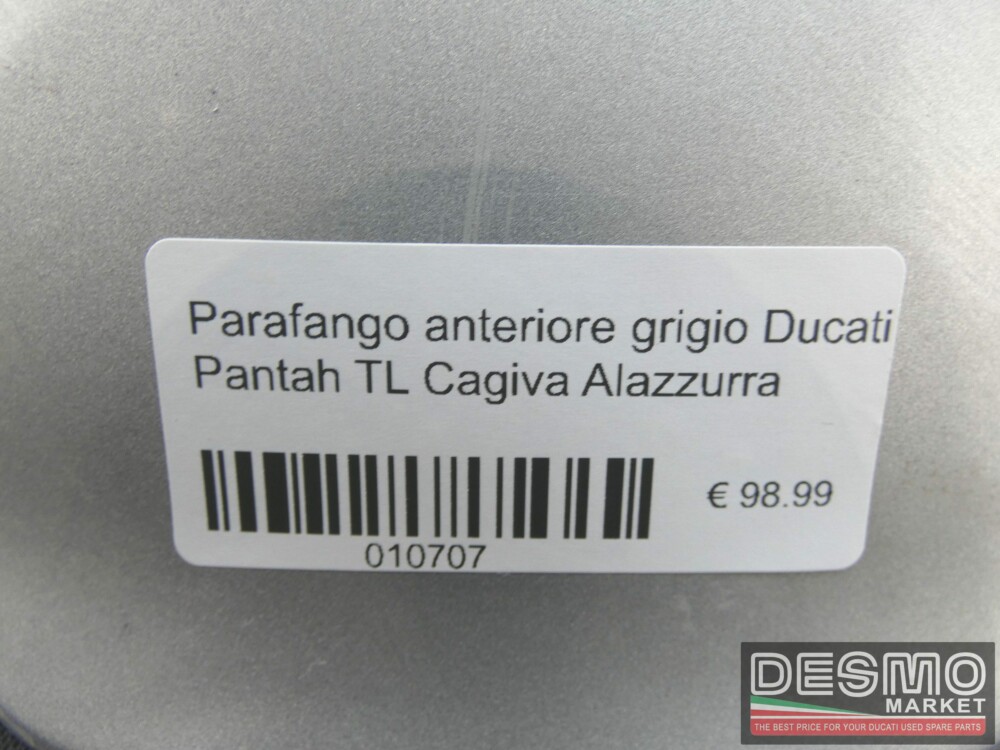 Parafango anteriore grigio Ducati
Pantah TL Cagiva Alazzurra
€ 98.99
010707
DESMO
MARKET
THE BEST PRICE FOR YOUR DUCATI USED SPARE PARTS